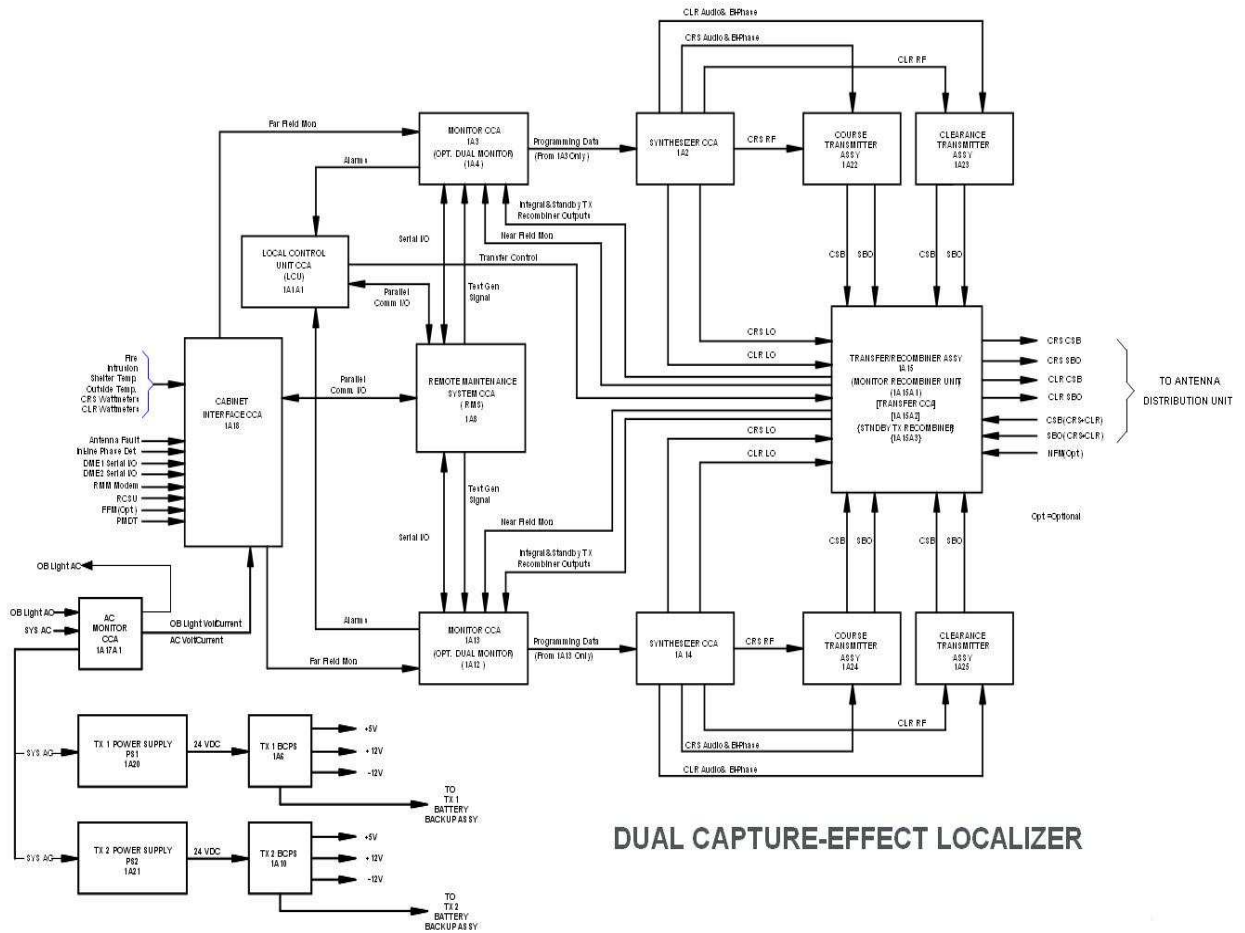 CLR Audio & Bi-Phase
CRS Audio & Bi-Phase
CLR RF
Far Field Mon.
MONITOR CCA
1A3
(OPT. DUAL MONITOR)
(1A4)
Programming Data
(From 1A3 Only)
SYNTHESIZER CCA
1A2
CRS RF
COURSE
TRANSMITTER
ASSY
1A22
CLEARANCE
TRANSMITTER
ASSY
1A23
Alarms
Integral & Standby TX
Recombiner Outputs
Near Field Mon.
Serial I/O
LOCAL CONTROL
UNIT CCA
(LCU)
1A1A1
Transfer Control
CSB
SBO
CSB
SBO
Parallel
Comm I/O
Test Gen
Signal
CRS LO
CLR LO
Fire
Intrusion
Shelter Temp.
Outside Temp.
CRS Wattmeters
CLR Wattmeters
CABINET
INTERFACE CCA
1A18
Parallel
Comm. I/O
REMOTE MAINTENANCE
SYSTEM CCA
(RMS)
1A8
TRANSFER/RECOMBINER ASSY
1A15
(MONITOR RECOMBINER UNIT)
(1A15A1)
[TRANSFER CCA]
[1A15A2]
{STNDBY TX RECOMBINER}
{1A15A3}
CRS CSB
CRS SBO
CLR CSB
CLR SBO
CSB (CRS+CLR)
SBO (CRS+CLR)
NFM(Opt)
TO ANTENNA
DISTRIBUTION UNIT
Antenna Fault
InLine Phase Det.
DME1 Serial I/O
DME2 Serial I/O
RMM Modem
RCSU
FFM(Opt)
PMDT
CRS LO
CLR LO
Test Gen
Signal
Opt =Optional
Serial I/O
Near Field Mon.
Integral & Standby TX
Recombiner Outputs
CSB
SBO
CSB
SBO
OB Light AC
OB Light AC
SYS AC
AC
MONITOR
CCA
1A17A1
OB Light Volt/Current
AC Volt/Current
Alarms
Far Field Mon.
MONITOR CCA
1A13
(OPT. DUAL MONITOR)
(1A12)
Programming Data
(From 1A13 Only)
SYNTHESIZER CCA
1A14
CRS RF
COURSE
TRANSMITTER
ASSY
1A24
CLEARANCE
TRANSMITTER
ASSY
1A25
CLR RF
CRS Audio & Bi-Phase
CLR Audio & Bi-Phase
SYS AC
TX 1 POWER SUPPLY
PS1
1A20
24 VDC
TX 1 BCPS
1A6
+5V
+12V
-12V
TO
TX 1
BATTERY
BACKUP ASSY
SYS AC
TX 2 POWER SUPPLY
PS2
1A21
24 VDC
TX 2 BCPS
1A10
+5V
+12V
-12V
TO
TX 2
BATTERY
BACKUP ASSY
DUAL CAPTURE-EFFECT LOCALIZER